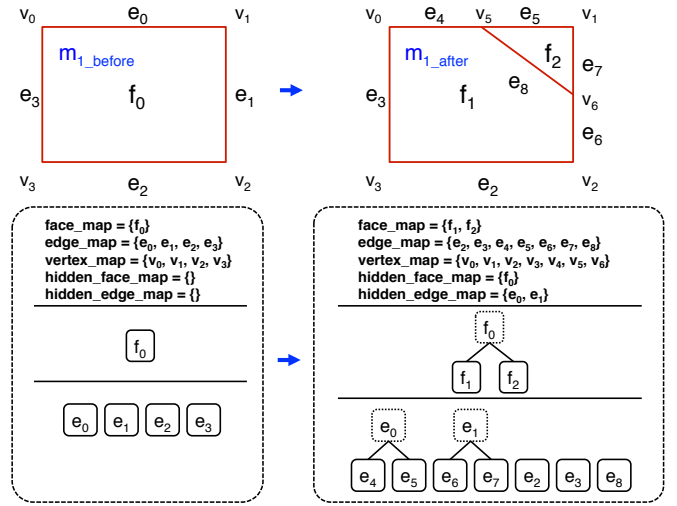 v0 e0 v1
m1_before
e3 f0 e1
v3 e2 v2
v0 e4 v5 e5 v1
m1_after f2 e7
e3 f1 e8 v6
e6
v3 e2 v2
face_map = {f0}
edge_map = {e0, e1, e2, e3}
vertex_map = {v0, v1, v2, v3}
hidden_face_map = {}
hidden_edge_map = {}
f0
e0 e1 e2 e3
face_map = {f1, f2}
edge_map = {e2, e3, e4, e5, e6, e7, e8}
vertex_map = {v0, v1, v2, v3, v4, v5, v6}
hidden_face_map = {f0}
hidden_edge_map = {e0, e1}
f0
f1 f2
e0 e1
e4 e5 e6 e7 e2 e3 e8